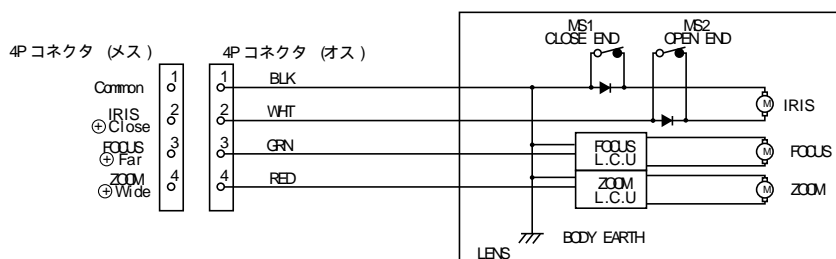 MS1
CLOSE END
MS2
OPEN END
4P コネクタ (メス)
4P コネクタ (オス)
Common
1
1
BLK
M
IRIS
IRIS
⊕Close
2
2
WHT
FOCUS
⊕Far
3
3
GRN
FOCUS
L.C.U
M
FOCUS
ZOOM
⊕Wide
4
4
RED
ZOOM
L.C.U
M
ZOOM
BODY EARTH
LENS